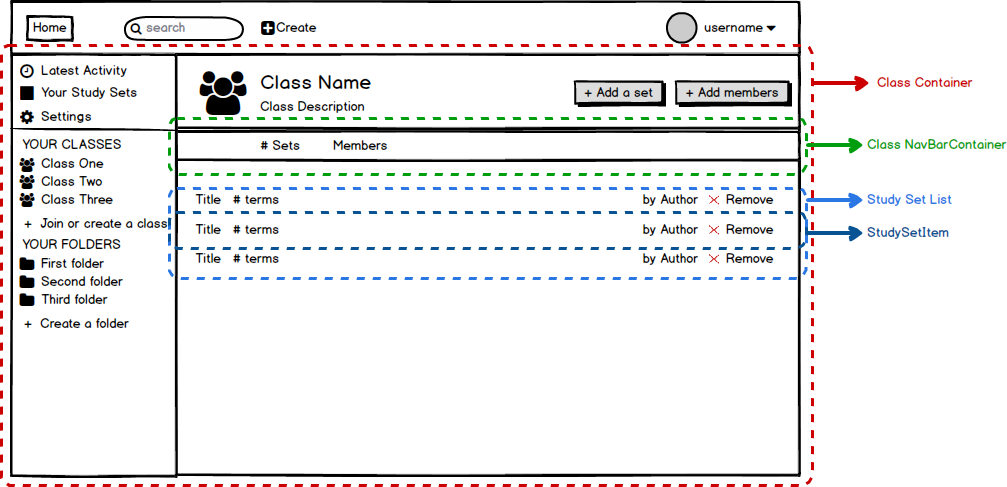 Home
search
Create
username
Latest Activity
Your Study Sets
Settings
YOUR CLASSES
Class One
Class Two
Class Three
+ Join or create a class
YOUR FOLDERS
First folder
Second folder
Third folder
+ Create a folder
Class Name
Class Description
+ Add a set
+ Add members
# Sets Members
Title # terms by Author Remove
Title # terms by Author Remove
Title # terms by Author Remove
Class Container
Class NavBarContainer
Study Set List
StudySetItem